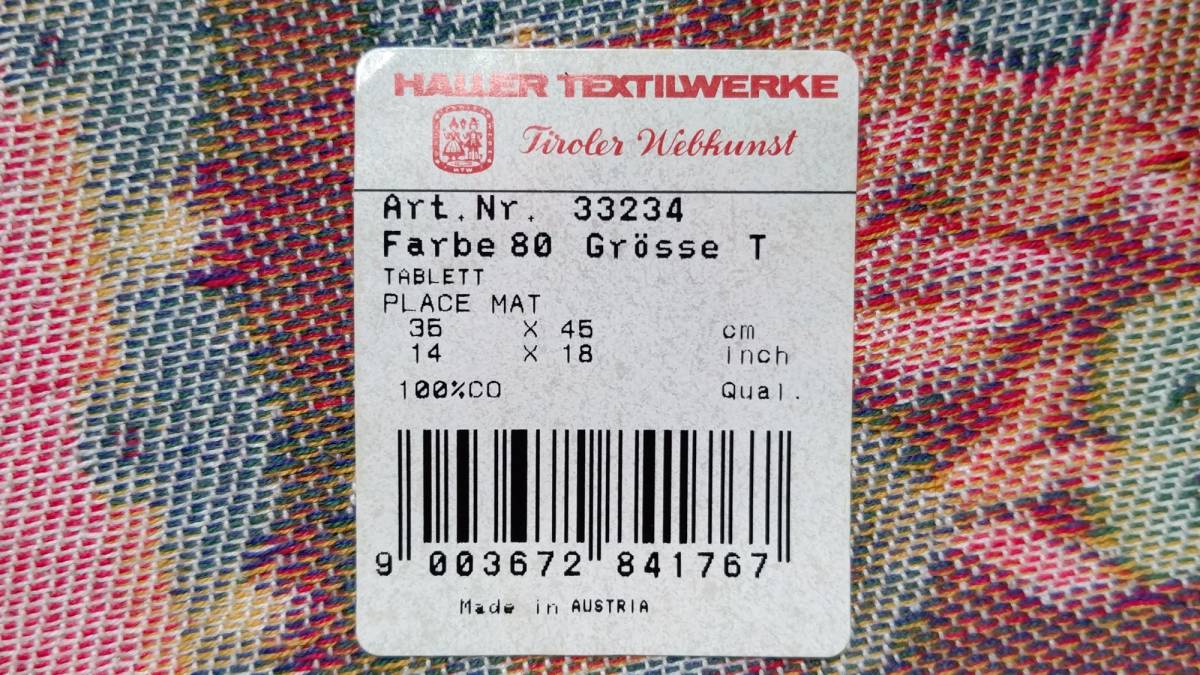 HALLER TEXTILWERKE
HTW
Tiroler Webkunst
Art.Nr. 33234
Farbe 80 Grösse T
TABLETT
PLACE MAT
35 X 45 cm
14 X 18 inch
100%CO Qual.
9 003672 841767
Made in AUSTRIA